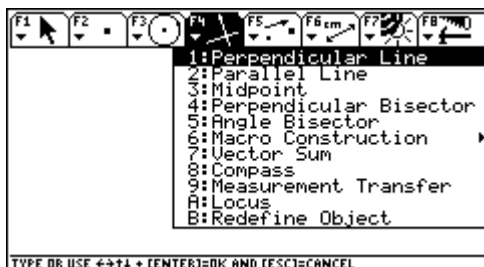 F1 F2 F3 F4 F5 F6 cm F7 F8
1:Perpendicular Line
2:Parallel Line
3:Midpoint
4:Perpendicular Bisector
5:Angle Bisector
6:Macro Construction
7:Vector Sum
8:Compass
9:Measurement Transfer
A:Locus
B:Redefine Object
TYPE OR USE ←→↑↓ + [ENTER]=OK AND [ESC]=CANCEL